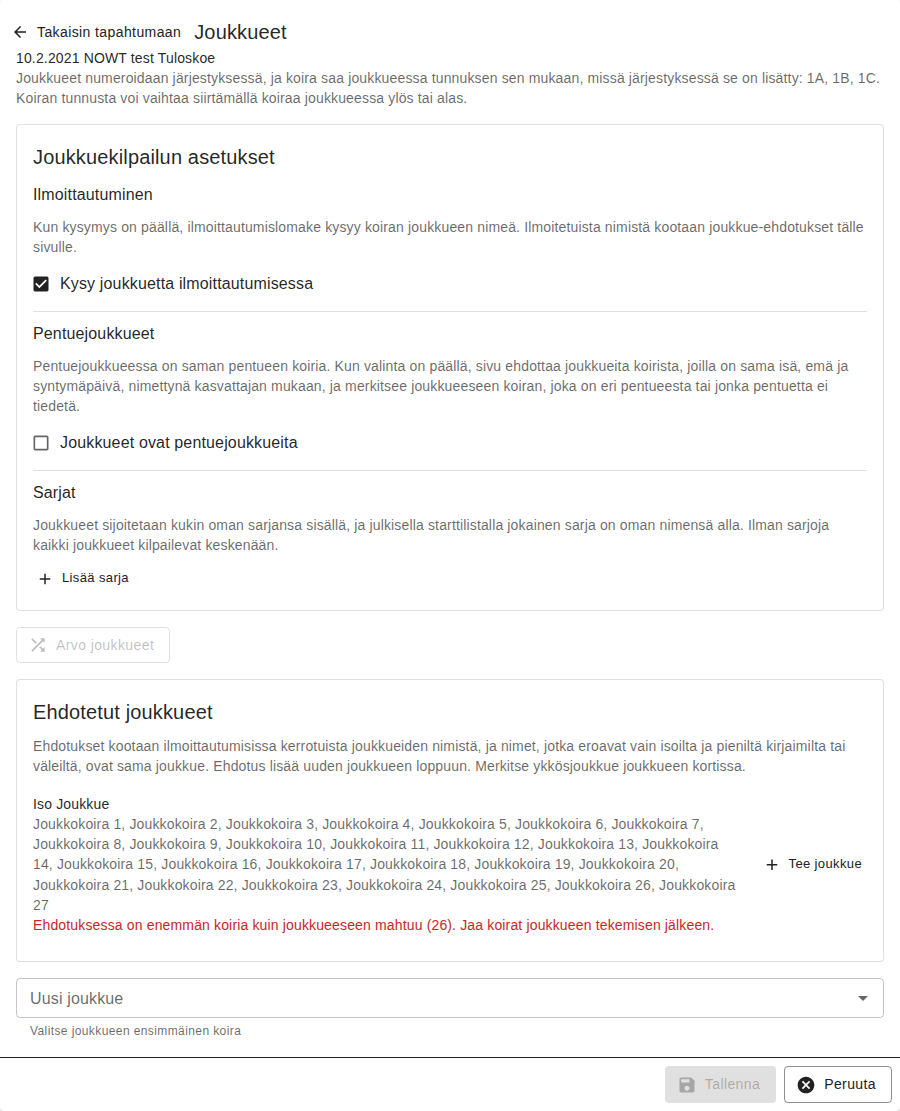 Takaisin tapahtumaan Joukkueet
10.2.2021 NOWT test Tuloskoe
Joukkueet numeroidaan järjestyksessä, ja koira saa joukkueessa tunnuksen sen mukaan, missä järjestyksessä se on lisätty: 1A, 1B, 1C.
Koiran tunnusta voi vaihtaa siirtämällä koiraa joukkueessa ylös tai alas.
Joukkuekilpailun asetukset
Ilmoittautuminen
Kun kysymys on päällä, ilmoittautumislomake kysyy koiran joukkueen nimeä. Ilmoitetuista nimistä kootaan joukkue-ehdotukset tälle
sivulle.
Kysy joukkuetta ilmoittautumisessa
Pentuejoukkueet
Pentuejoukkueessa on saman pentueen koiria. Kun valinta on päällä, sivu ehdottaa joukkueita koirista, joilla on sama isä, emä ja
syntymäpäivä, nimettynä kasvattajan mukaan, ja merkitsee joukkueeseen koiran, joka on eri pentueesta tai jonka pentuetta ei
tiedetä.
Joukkueet ovat pentuejoukkueita
Sarjat
Joukkueet sijoitetaan kukin oman sarjansa sisällä, ja julkisella starttilistalla jokainen sarja on oman nimensä alla. Ilman sarjoja
kaikki joukkueet kilpailevat keskenään.
Lisää sarja
Arvo joukkueet
Ehdotetut joukkueet
Ehdotukset kootaan ilmoittautumisissa kerrotuista joukkueiden nimistä, ja nimet, jotka eroavat vain isoilta ja pieniltä kirjaimilta tai
väleiltä, ovat sama joukkue. Ehdotus lisää uuden joukkueen loppuun. Merkitse ykkösjoukkue joukkueen kortissa.
Iso Joukkue
Joukkokoira 1, Joukkokoira 2, Joukkokoira 3, Joukkokoira 4, Joukkokoira 5, Joukkokoira 6, Joukkokoira 7,
Joukkokoira 8, Joukkokoira 9, Joukkokoira 10, Joukkokoira 11, Joukkokoira 12, Joukkokoira 13, Joukkokoira
14, Joukkokoira 15, Joukkokoira 16, Joukkokoira 17, Joukkokoira 18, Joukkokoira 19, Joukkokoira 20,
Joukkokoira 21, Joukkokoira 22, Joukkokoira 23, Joukkokoira 24, Joukkokoira 25, Joukkokoira 26, Joukkokoira
27
Ehdotuksessa on enemmän koiria kuin joukkueeseen mahtuu (26). Jaa koirat joukkueen tekemisen jälkeen.
Tee joukkue
Uusi joukkue
Valitse joukkueen ensimmäinen koira
Tallenna Peruuta